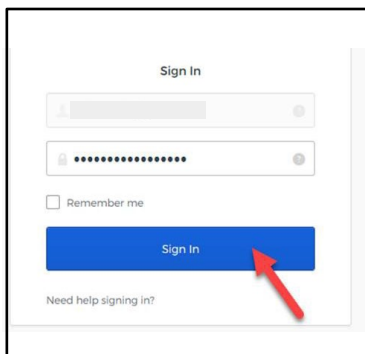 Sign In
•••••••••••••••••
Remember me
Sign In
Need help signing in?